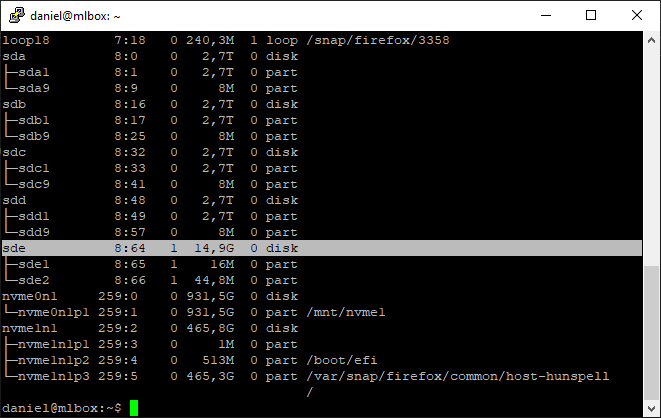 daniel@mlbox: ~
loop18 7:18 0 240,3M 1 loop /snap/firefox/3358
sda 8:0 0 2,7T 0 disk
├─sda1 8:1 0 2,7T 0 part
└─sda9 8:9 0 8M 0 part
sdb 8:16 0 2,7T 0 disk
├─sdb1 8:17 0 2,7T 0 part
└─sdb9 8:25 0 8M 0 part
sdc 8:32 0 2,7T 0 disk
├─sdc1 8:33 0 2,7T 0 part
└─sdc9 8:41 0 8M 0 part
sdd 8:48 0 2,7T 0 disk
├─sdd1 8:49 0 2,7T 0 part
└─sdd9 8:57 0 8M 0 part
sde 8:64 1 14,9G 0 disk
├─sde1 8:65 1 16M 0 part
└─sde2 8:66 1 44,8M 0 part
nvme0n1 259:0 0 931,5G 0 disk
└─nvme0n1p1 259:1 0 931,5G 0 part /mnt/nvme1
nvme1n1 259:2 0 465,8G 0 disk
├─nvme1n1p1 259:3 0 1M 0 part
├─nvme1n1p2 259:4 0 513M 0 part /boot/efi
└─nvme1n1p3 259:5 0 465,3G 0 part /var/snap/firefox/common/host-hunspell
/
daniel@mlbox:~$